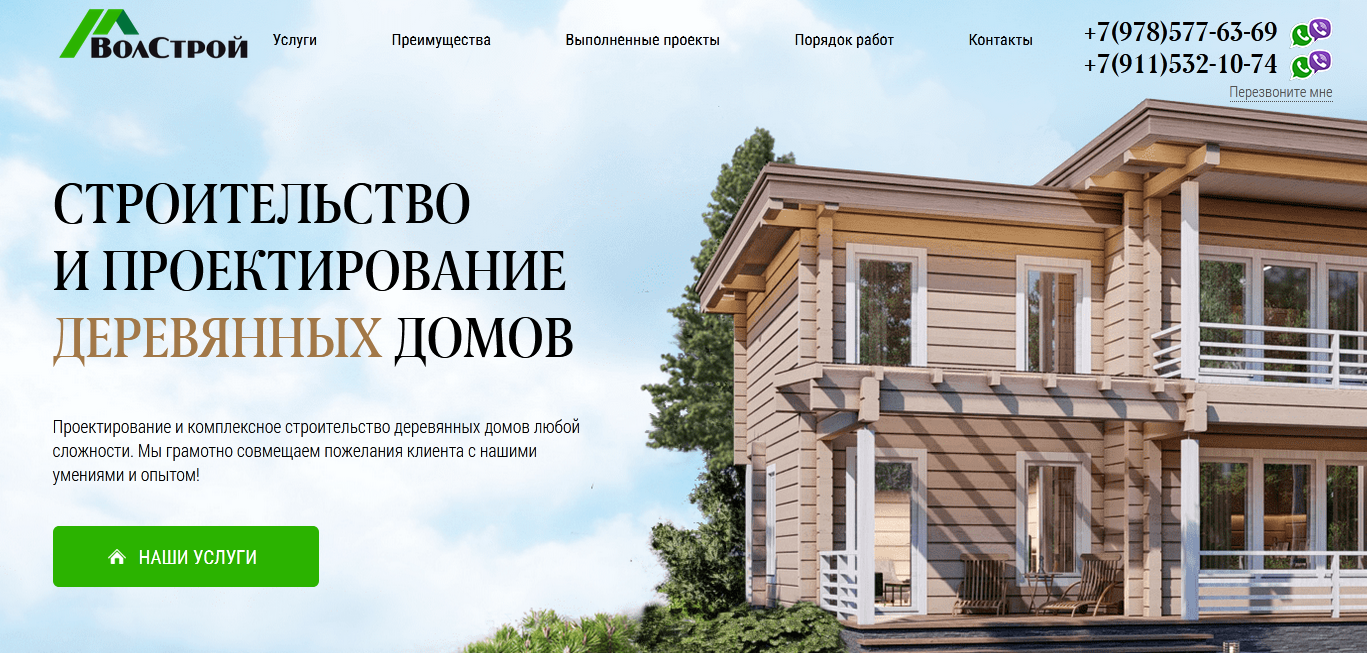 ВолСтрой
Услуги
Преимущества
Выполненные проекты
Порядок работ
Контакты
+7(978)577-63-69
+7(911)532-10-74
Перезвоните мне
СТРОИТЕЛЬСТВО
И ПРОЕКТИРОВАНИЕ
ДЕРЕВЯННЫХ ДОМОВ
Проектирование и комплексное строительство деревянных домов любой
сложности. Мы грамотно совмещаем пожелания клиента с нашими
умениями и опытом!
НАШИ УСЛУГИ